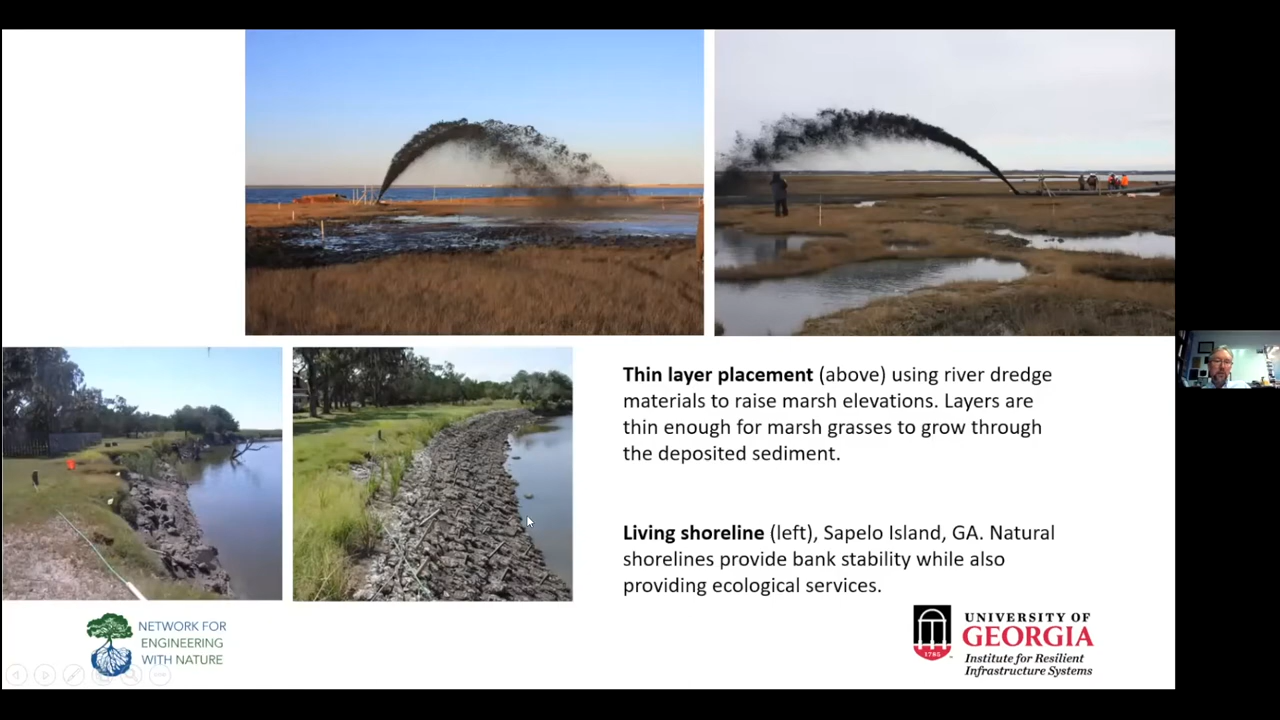 Thin layer placement (above) using river dredge
materials to raise marsh elevations. Layers are
thin enough for marsh grasses to grow through
the deposited sediment.
Living shoreline (left), Sapelo Island, GA. Natural
shorelines provide bank stability while also
providing ecological services.
NETWORK FOR
ENGINEERING
WITH NATURE
UNIVERSITY OF
GEORGIA
Institute for Resilient
Infrastructure Systems
1785